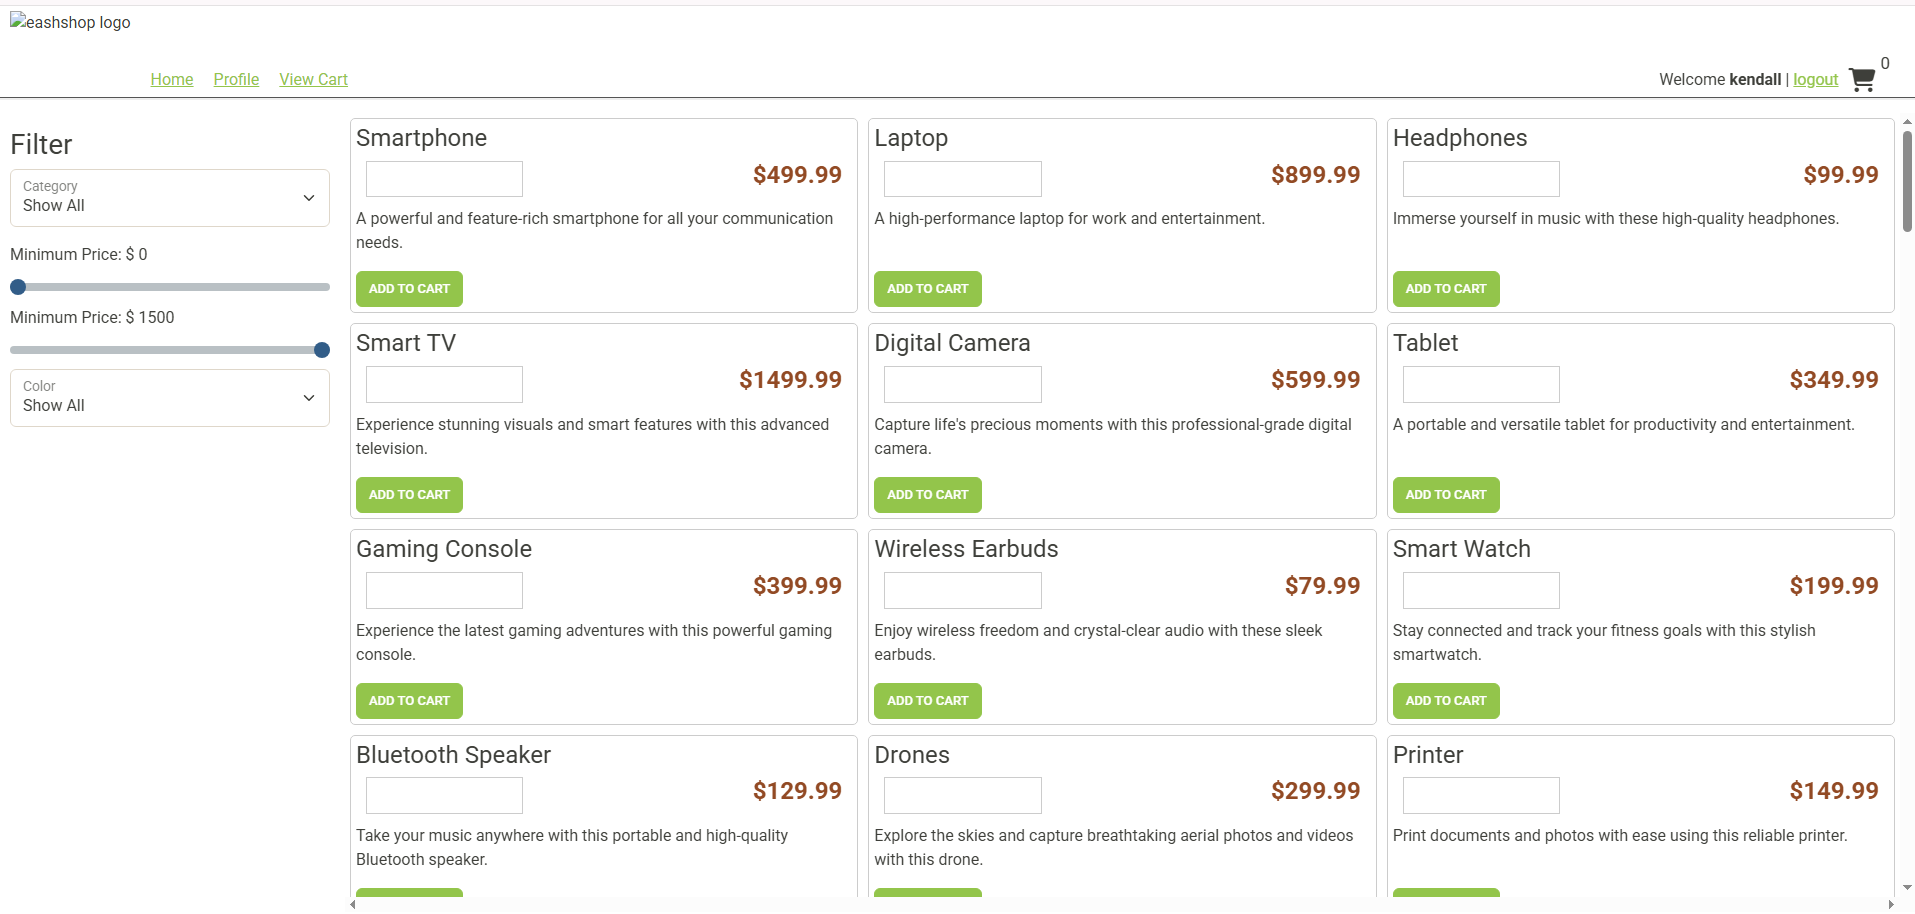 eashshop logo
Home Profile View Cart
Welcome kendall | logout
0
Filter
Category
Show All
Minimum Price: $ 0
Minimum Price: $ 1500
Color
Show All
Smartphone
$499.99
A powerful and feature-rich smartphone for all your communication
needs.
ADD TO CART
Laptop
$899.99
A high-performance laptop for work and entertainment.
ADD TO CART
Headphones
$99.99
Immerse yourself in music with these high-quality headphones.
ADD TO CART
Smart TV
$1499.99
Experience stunning visuals and smart features with this advanced
television.
ADD TO CART
Digital Camera
$599.99
Capture life's precious moments with this professional-grade digital
camera.
ADD TO CART
Tablet
$349.99
A portable and versatile tablet for productivity and entertainment.
ADD TO CART
Gaming Console
$399.99
Experience the latest gaming adventures with this powerful gaming
console.
ADD TO CART
Wireless Earbuds
$79.99
Enjoy wireless freedom and crystal-clear audio with these sleek
earbuds.
ADD TO CART
Smart Watch
$199.99
Stay connected and track your fitness goals with this stylish
smartwatch.
ADD TO CART
Bluetooth Speaker
$129.99
Take your music anywhere with this portable and high-quality
Bluetooth speaker.
Drones
$299.99
Explore the skies and capture breathtaking aerial photos and videos
with this drone.
Printer
$149.99
Print documents and photos with ease using this reliable printer.